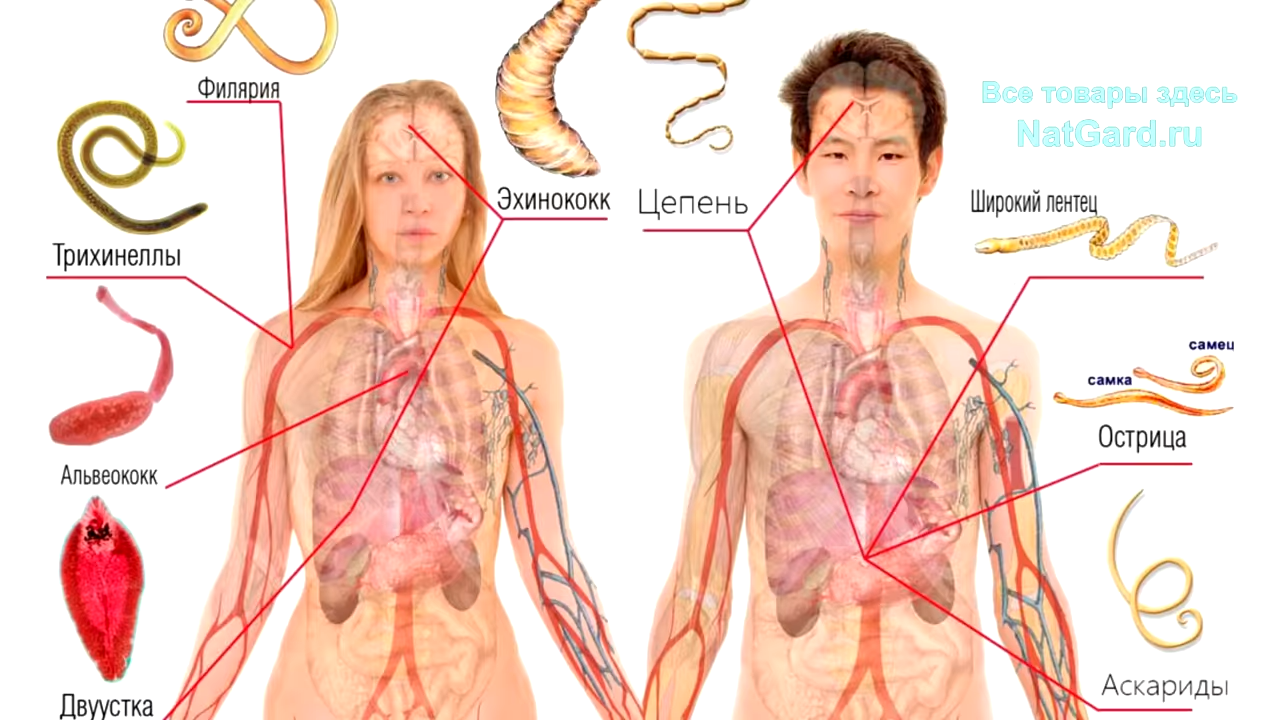 Филярия
Все товары здесь
NatGard.ru
Эхинококк
Цепень
Широкий лентец
Трихинеллы
самец
самка
Острица
Альвеококк
Аскариды
Двуустка